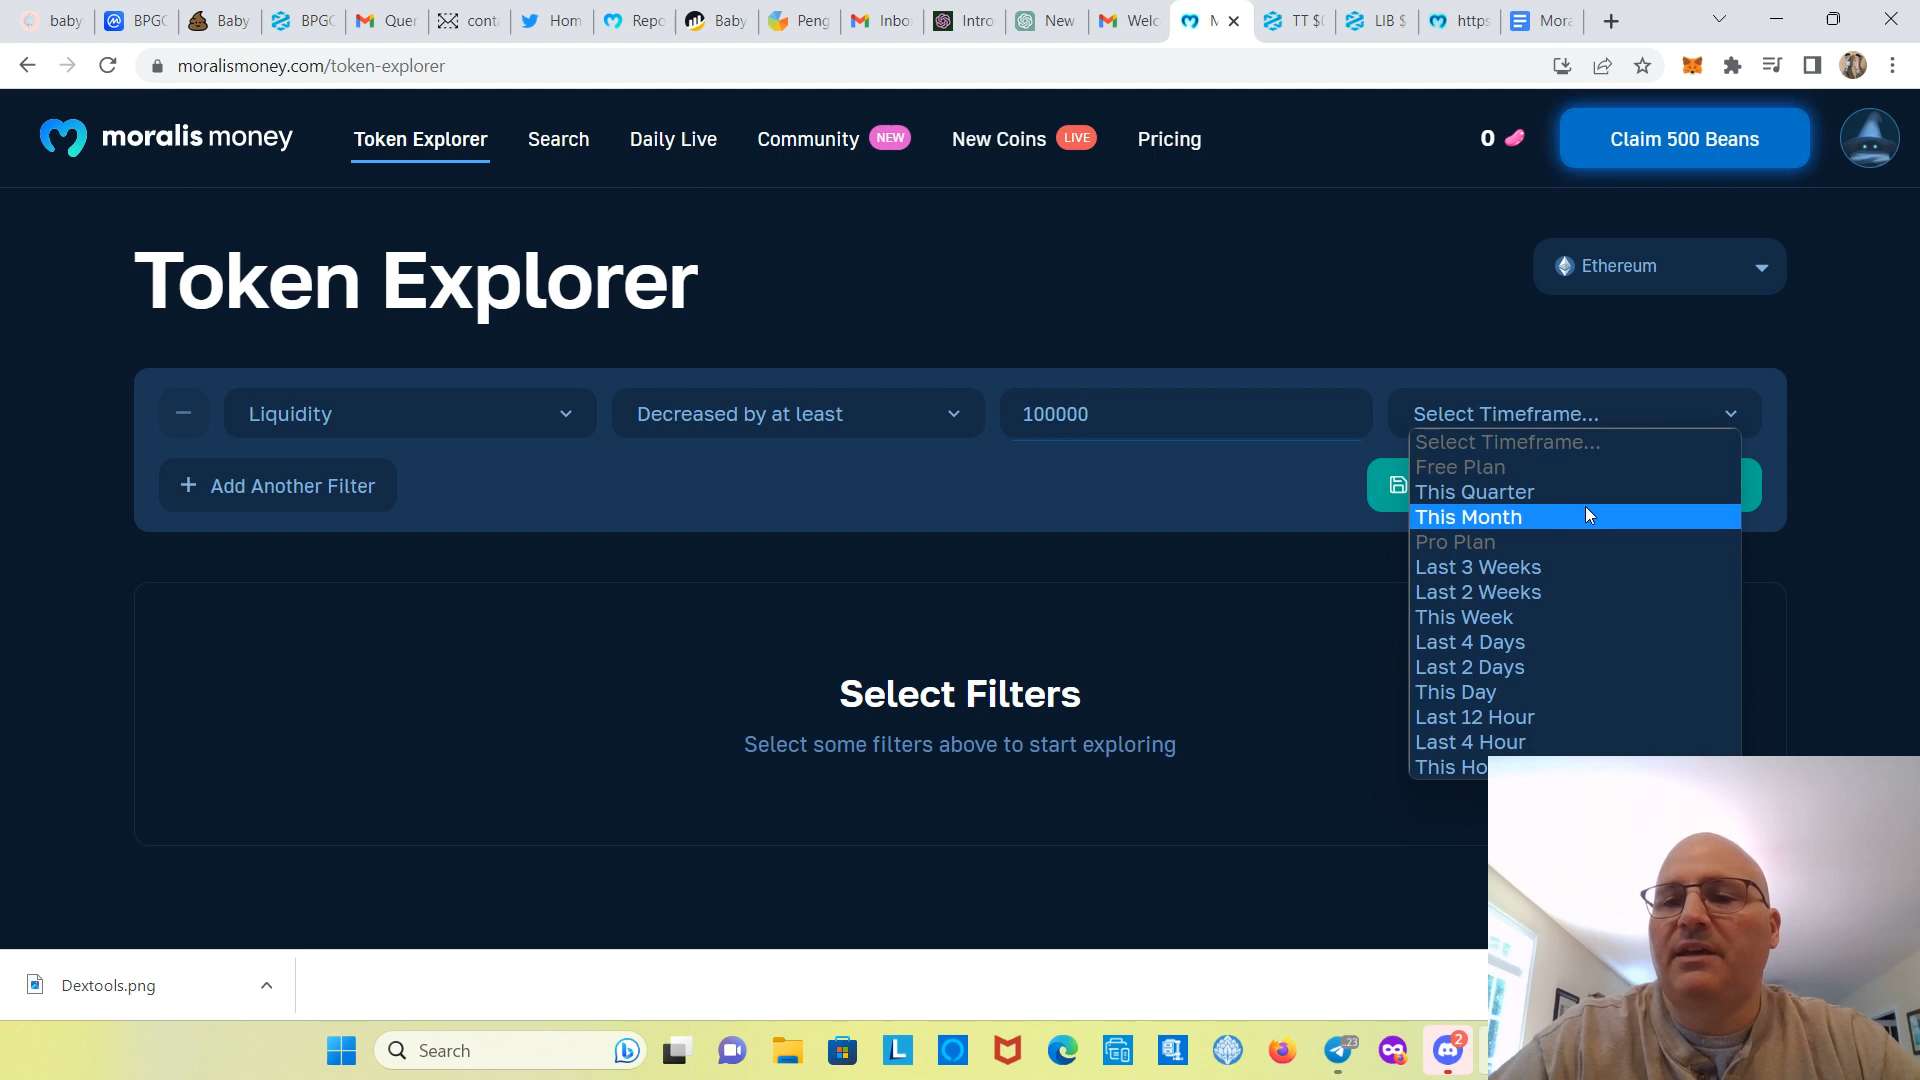 baby
BPGC
Baby
BPGC
Quer
cont
Hom
Repo
Baby
Peng
Inbo
Intro
New
Welc
M
TT $(
LIB $
https
Mora
moralismoney.com/token-explorer
moralis money
Token Explorer
Search
Daily Live
Community NEW
New Coins LIVE
Pricing
0
Claim 500 Beans
Token Explorer
Ethereum
Liquidity
Decreased by at least
100000
Select Timeframe...
Select Timeframe...
Free Plan
This Quarter
This Month
Pro Plan
Last 3 Weeks
Last 2 Weeks
This Week
Last 4 Days
Last 2 Days
This Day
Last 12 Hour
Last 4 Hour
This Ho
+ Add Another Filter
Select Filters
Select some filters above to start exploring
Dextools.png
Search
L
23
2